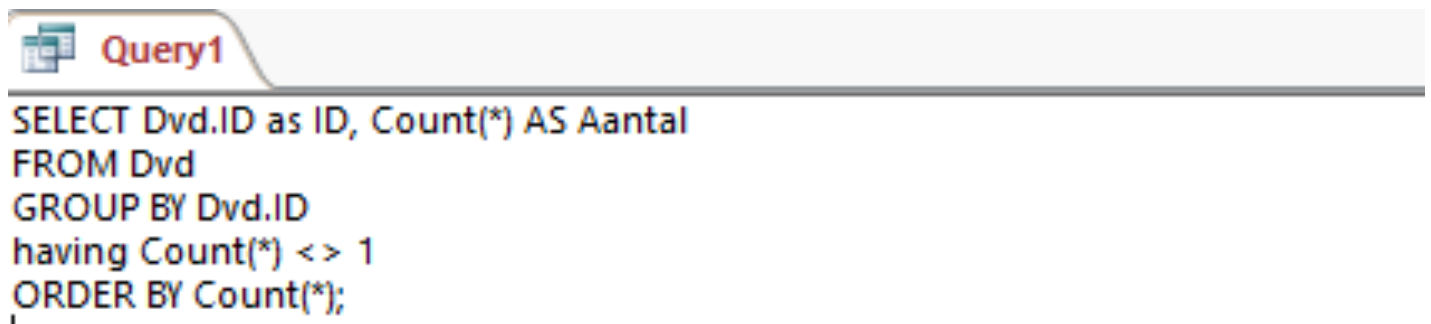 Query1
SELECT Dvd.ID as ID, Count(*) AS Aantal
FROM Dvd
GROUP BY Dvd.ID
having Count(*) <> 1
ORDER BY Count(*);